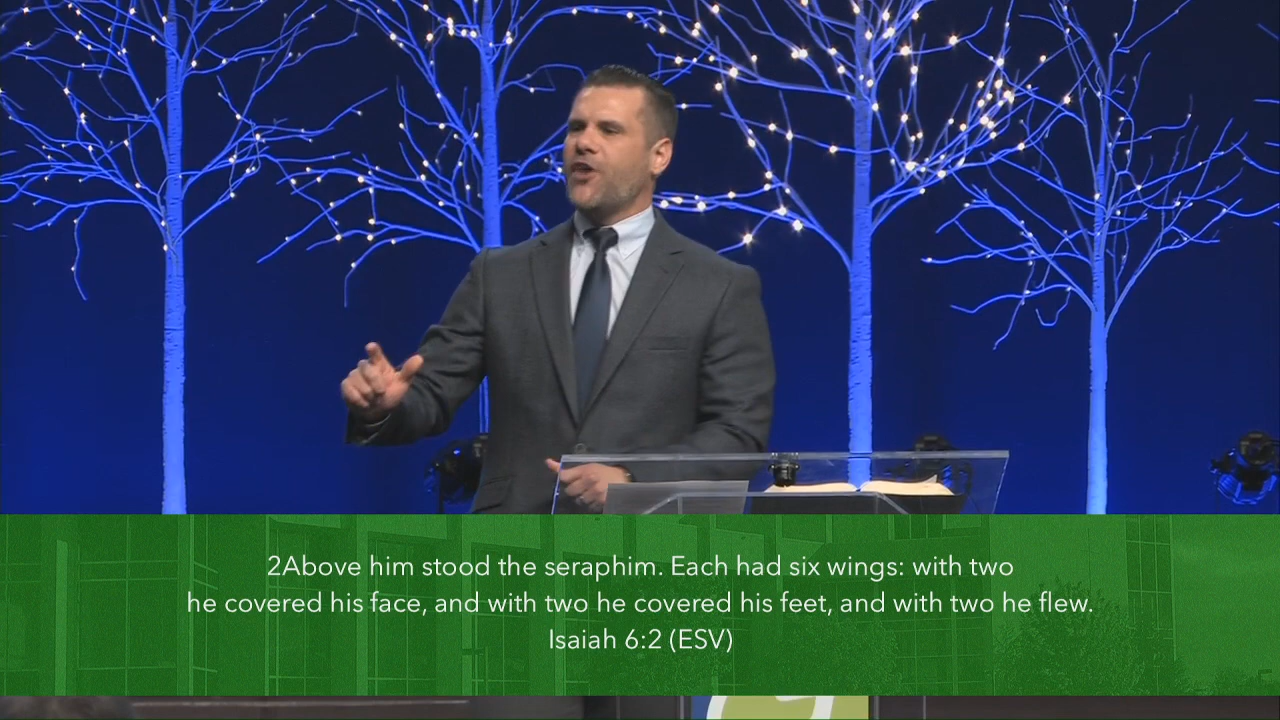 2Above him stood the seraphim. Each had six wings: with two
he covered his face, and with two he covered his feet, and with two he flew.
Isaiah 6:2 (ESV)